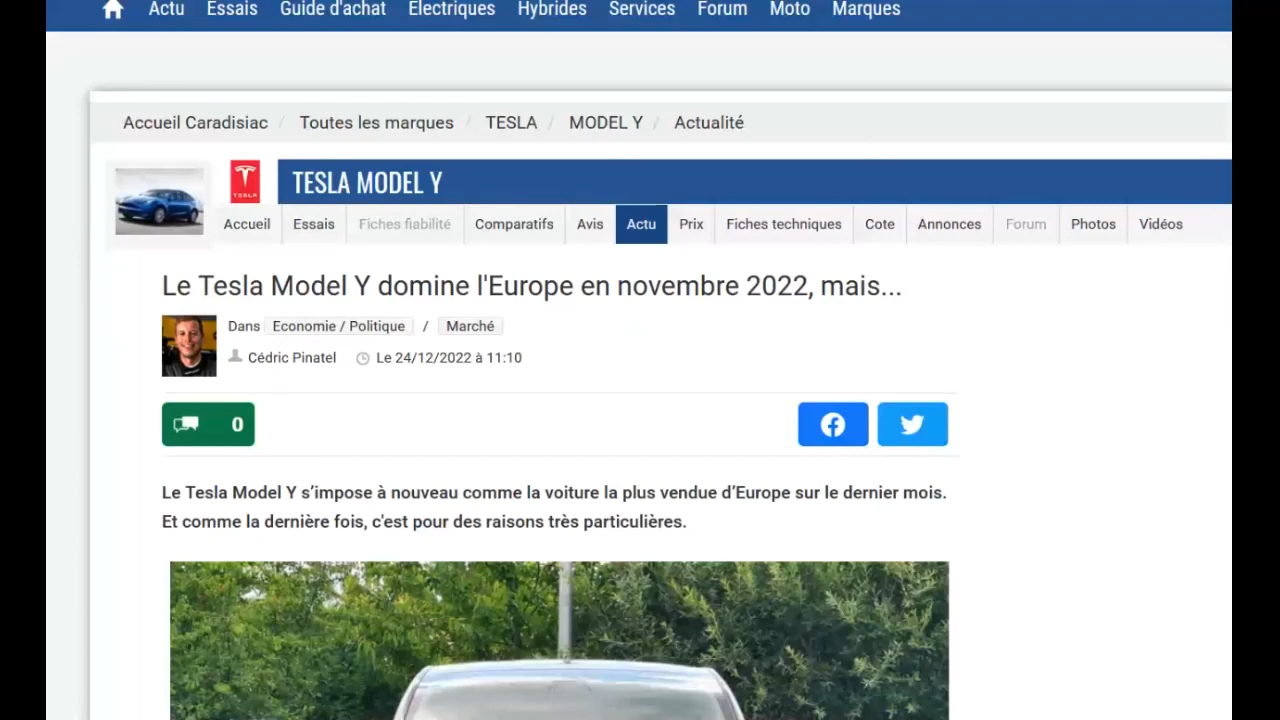 Actu Essais Guide d'achat Electriques Hybrides Services Forum Moto Marques
Accueil Caradisiac / Toutes les marques / TESLA / MODEL Y / Actualité
TESLA
TESLA MODEL Y
Accueil Essais Fiches fiabilité Comparatifs Avis Actu Prix Fiches techniques Cote Annonces Forum Photos Vidéos
Le Tesla Model Y domine l'Europe en novembre 2022, mais...
Dans Economie / Politique / Marché
Cédric Pinatel Le 24/12/2022 à 11:10
0
Le Tesla Model Y s’impose à nouveau comme la voiture la plus vendue d’Europe sur le dernier mois.
Et comme la dernière fois, c'est pour des raisons très particulières.